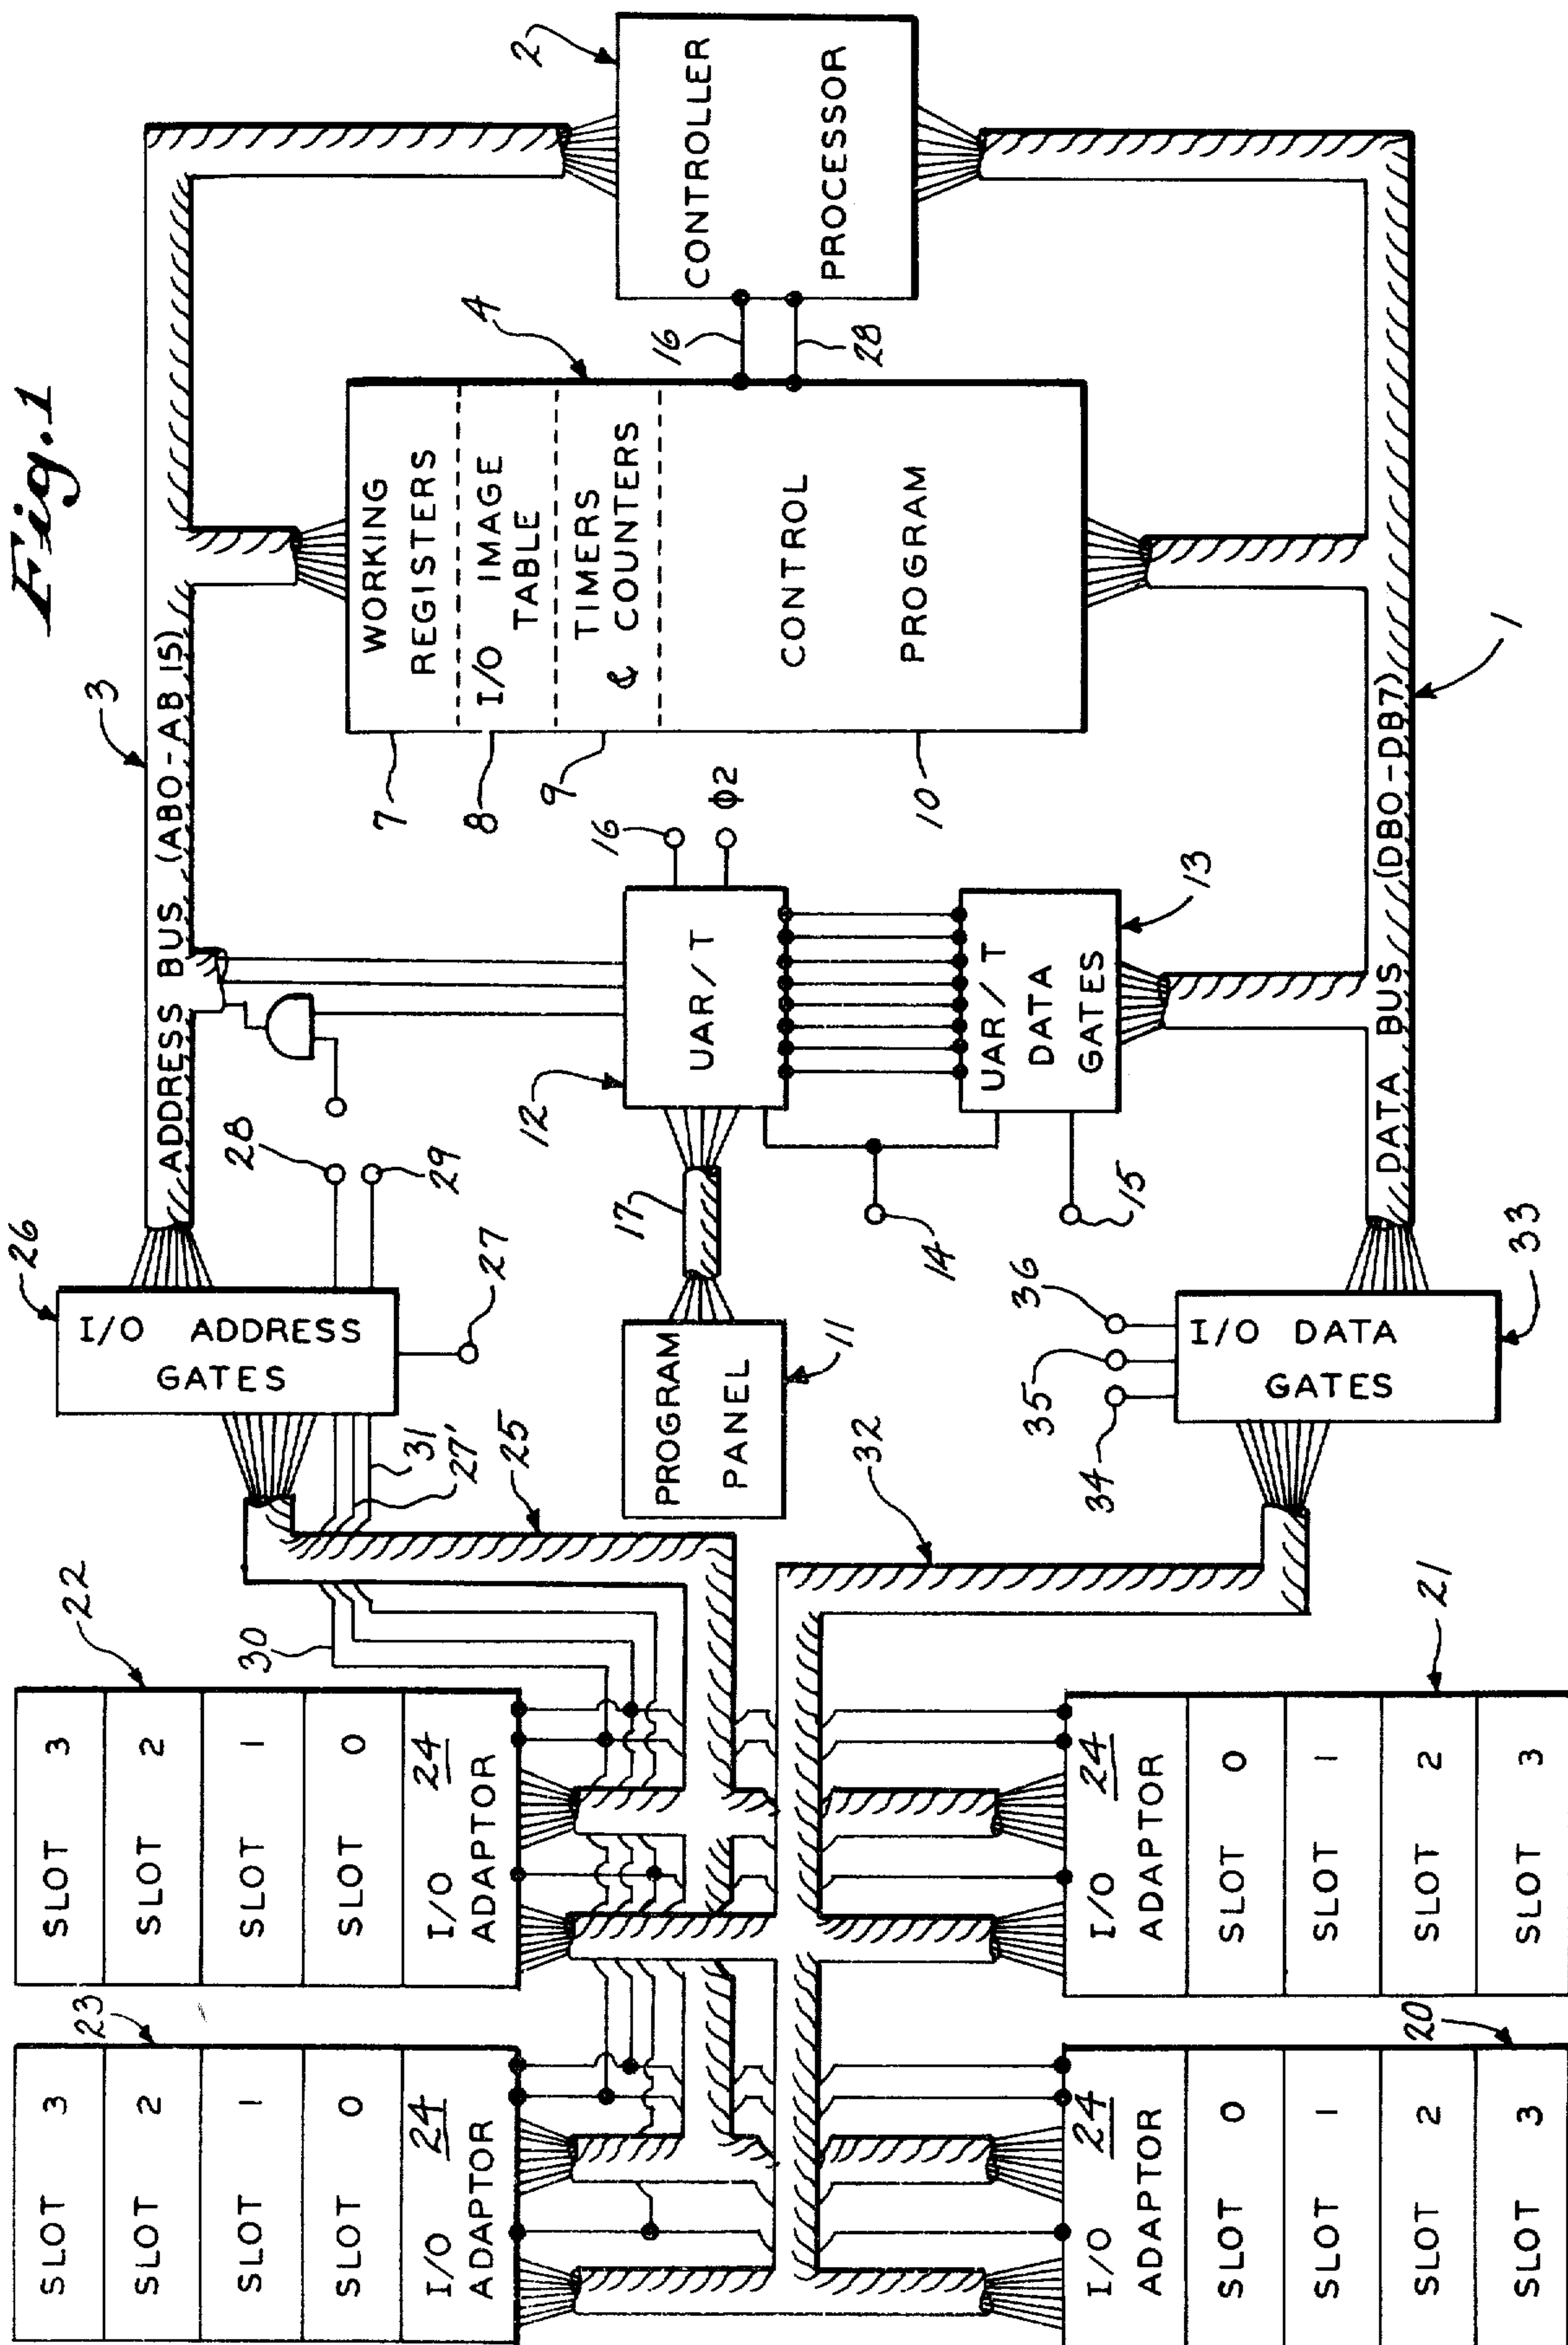 Fig.1
23
SLOT 3
SLOT 2
SLOT 1
SLOT 0
I/O 24
ADAPTOR
22
SLOT 3
SLOT 2
SLOT 1
SLOT 0
I/O 24
ADAPTOR
30
26
I/O ADDRESS
GATES
31
27'
25
27
28
29
3
ADDRESS BUS (AB0-AB15)
2
CONTROLLER
PROCESSOR
4
16
28
WORKING
REGISTERS
I/O IMAGE
TABLE
TIMERS
& COUNTERS
CONTROL
PROGRAM
7
8
9
10
16
Φ2
12
UAR/T
17
PROGRAM
PANEL
11
UAR/T
DATA
GATES
13
14
15
32
36
35
34
I/O DATA
GATES
33
DATA BUS (DB0-DB7)
1
I/O 24
ADAPTOR
SLOT 0
SLOT 1
SLOT 2
SLOT 3
20
I/O 24
ADAPTOR
SLOT 0
SLOT 1
SLOT 2
SLOT 3
21